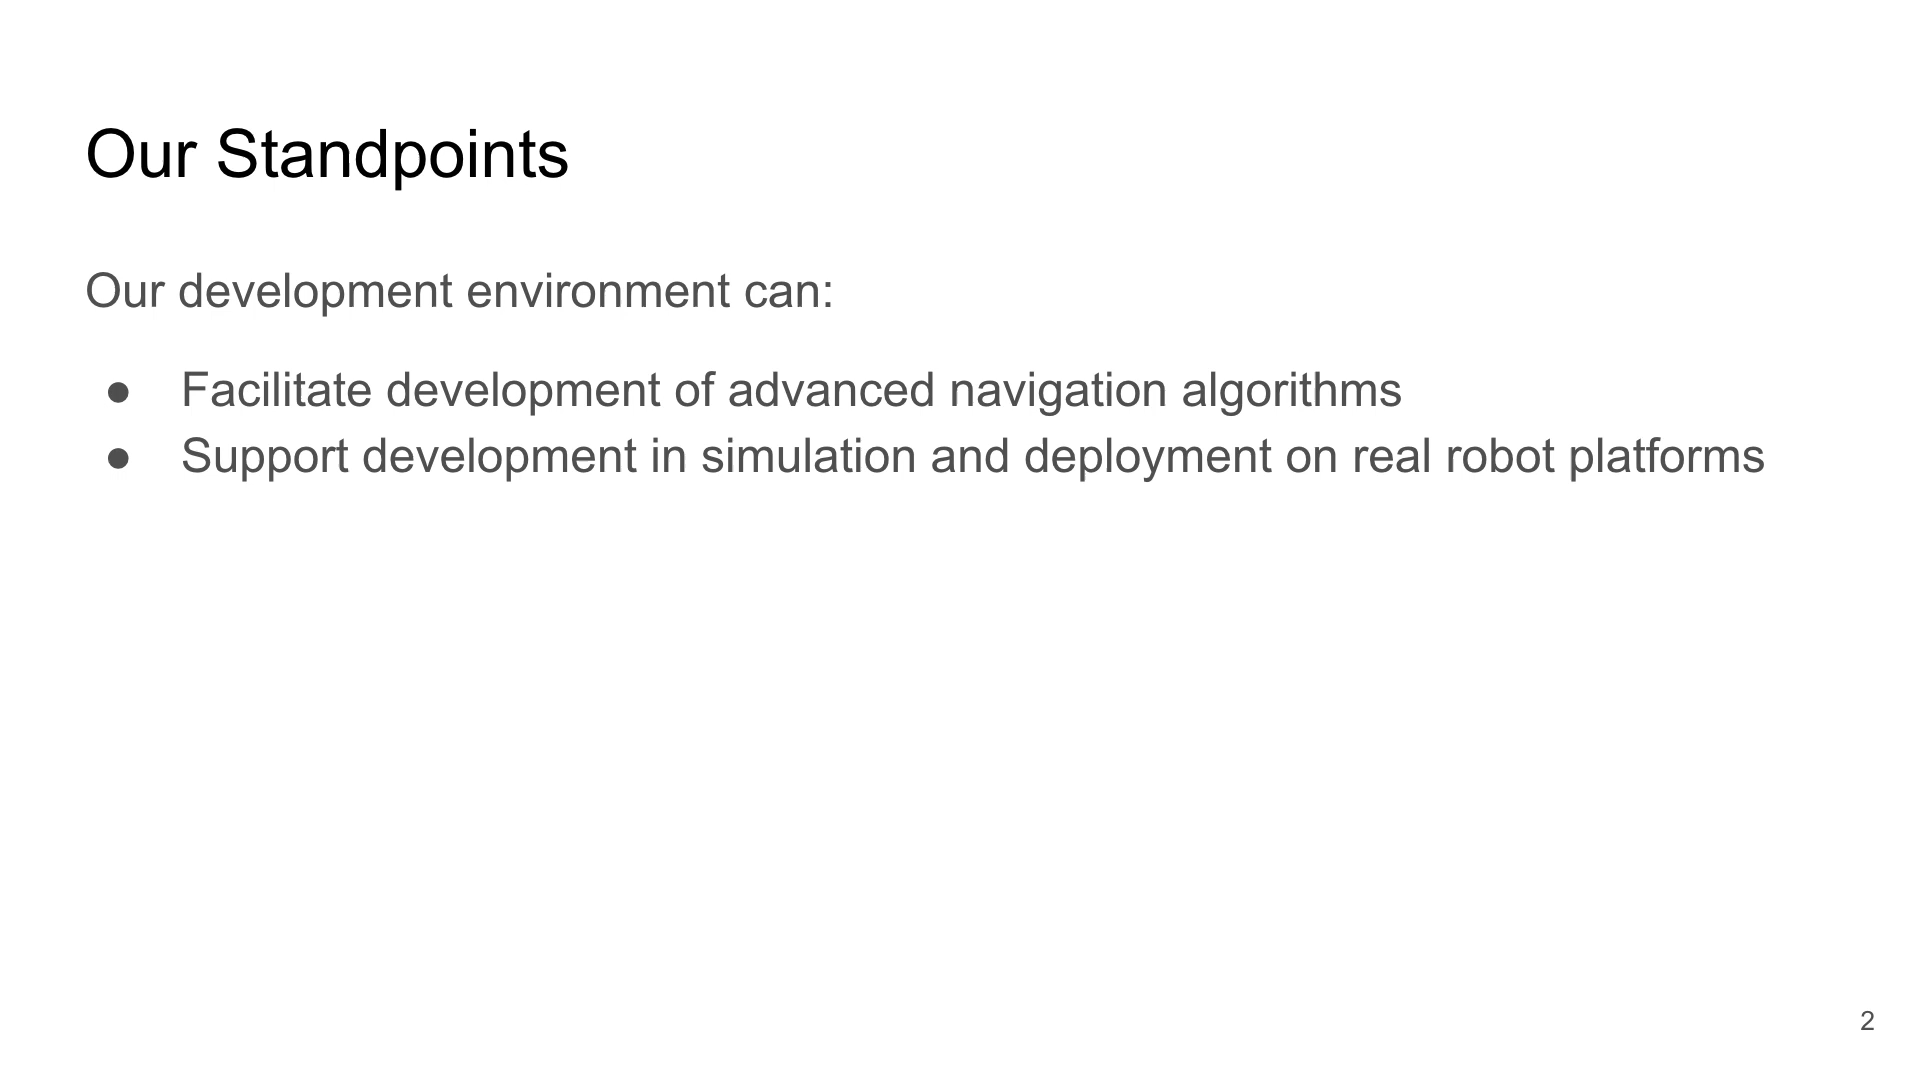 Our Standpoints
Our development environment can:
● Facilitate development of advanced navigation algorithms
● Support development in simulation and deployment on real robot platforms
2